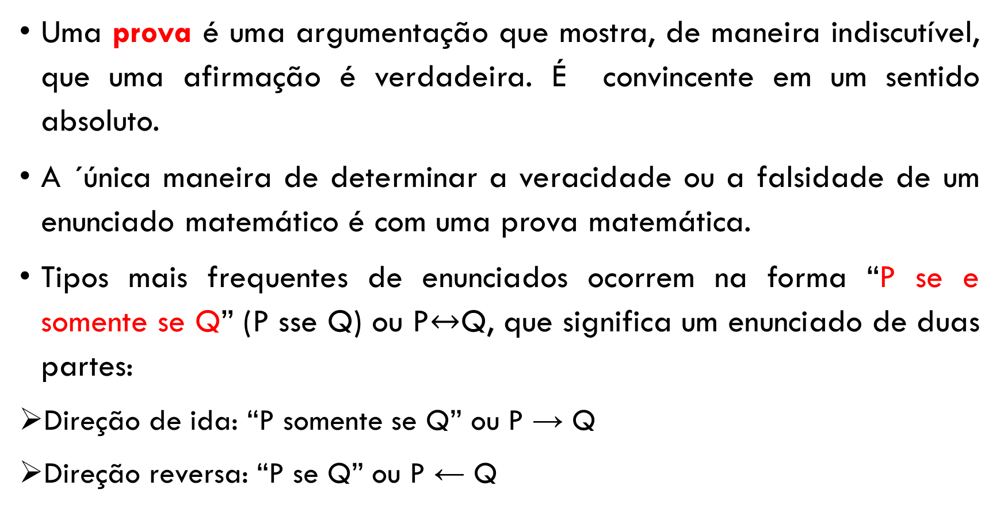 • Uma prova é uma argumentação que mostra, de maneira indiscutível,
que uma afirmação é verdadeira. É convincente em um sentido
absoluto.
• A ´única maneira de determinar a veracidade ou a falsidade de um
enunciado matemático é com uma prova matemática.
• Tipos mais frequentes de enunciados ocorrem na forma “P se e
somente se Q” (P sse Q) ou P↔Q, que significa um enunciado de duas
partes:
➢Direção de ida: “P somente se Q” ou P → Q
➢Direção reversa: “P se Q” ou P ← Q